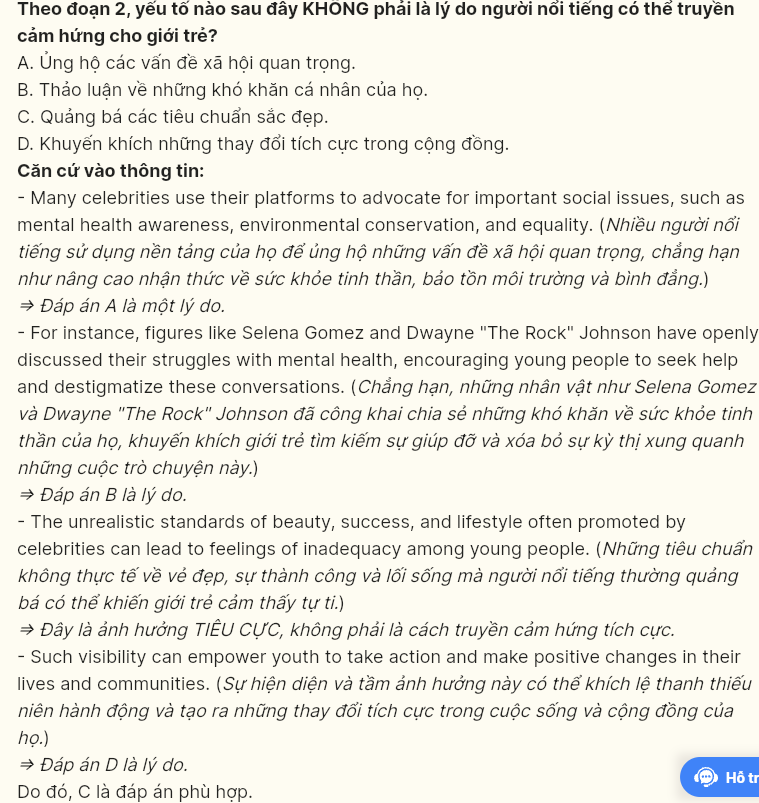 Theo đoạn 2, yếu tố nào sau đây KHÔNG phải là lý do người nổi tiếng có thể truyền
cảm hứng cho giới trẻ?
A. Ủng hộ các vấn đề xã hội quan trọng.
B. Thảo luận về những khó khăn cá nhân của họ.
C. Quảng bá các tiêu chuẩn sắc đẹp.
D. Khuyến khích những thay đổi tích cực trong cộng đồng.
Căn cứ vào thông tin:
- Many celebrities use their platforms to advocate for important social issues, such as
mental health awareness, environmental conservation, and equality. (Nhiều người nổi
tiếng sử dụng nền tảng của họ để ủng hộ những vấn đề xã hội quan trọng, chẳng hạn
như nâng cao nhận thức về sức khỏe tinh thần, bảo tồn môi trường và bình đẳng.)
⇒ Đáp án A là một lý do.
- For instance, figures like Selena Gomez and Dwayne "The Rock" Johnson have openly
discussed their struggles with mental health, encouraging young people to seek help
and destigmatize these conversations. (Chẳng hạn, những nhân vật như Selena Gomez
và Dwayne "The Rock" Johnson đã công khai chia sẻ những khó khăn về sức khỏe tinh
thần của họ, khuyến khích giới trẻ tìm kiếm sự giúp đỡ và xóa bỏ sự kỳ thị xung quanh
những cuộc trò chuyện này.)
⇒ Đáp án B là lý do.
- The unrealistic standards of beauty, success, and lifestyle often promoted by
celebrities can lead to feelings of inadequacy among young people. (Những tiêu chuẩn
không thực tế về vẻ đẹp, sự thành công và lối sống mà người nổi tiếng thường quảng
bá có thể khiến giới trẻ cảm thấy tự ti.)
⇒ Đây là ảnh hưởng TIÊU CỰC, không phải là cách truyền cảm hứng tích cực.
- Such visibility can empower youth to take action and make positive changes in their
lives and communities. (Sự hiện diện và tầm ảnh hưởng này có thể khích lệ thanh thiếu
niên hành động và tạo ra những thay đổi tích cực trong cuộc sống và cộng đồng của
họ.)
⇒ Đáp án D là lý do.
Do đó, C là đáp án phù hợp.
Hỗ tr